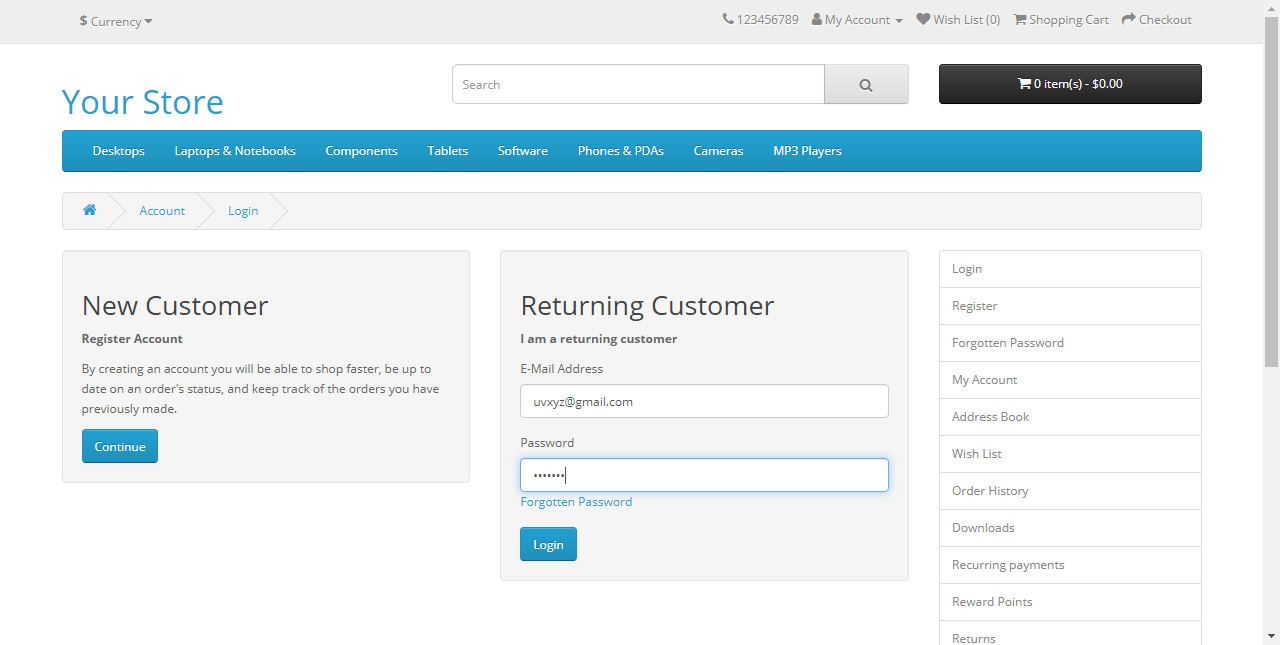 $ Currency
123456789 My Account Wish List (0) Shopping Cart Checkout
Your Store
Search
0 item(s) - $0.00
Desktops Laptops & Notebooks Components Tablets Software Phones & PDAs Cameras MP3 Players
Account Login
New Customer
Register Account
By creating an account you will be able to shop faster, be up to
date on an order's status, and keep track of the orders you have
previously made.
Continue
Returning Customer
I am a returning customer
E-Mail Address
uvxyz@gmail.com
Password
•••••••
Forgotten Password
Login
Login
Register
Forgotten Password
My Account
Address Book
Wish List
Order History
Downloads
Recurring payments
Reward Points
Returns